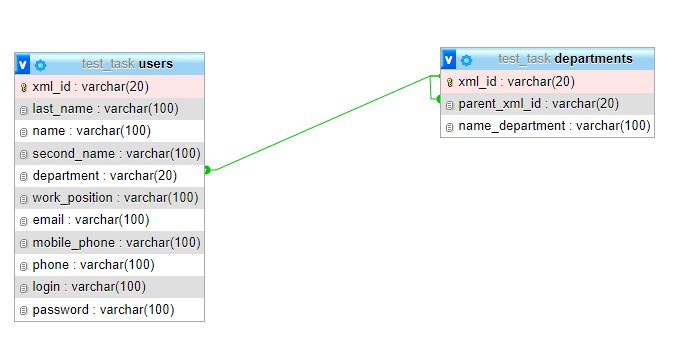 v test_task users
xml_id : varchar(20)
last_name : varchar(100)
name : varchar(100)
second_name : varchar(100)
department : varchar(20)
work_position : varchar(100)
email : varchar(100)
mobile_phone : varchar(100)
phone : varchar(100)
login : varchar(100)
password : varchar(100)
v test_task departments
xml_id : varchar(20)
parent_xml_id : varchar(20)
name_department : varchar(100)